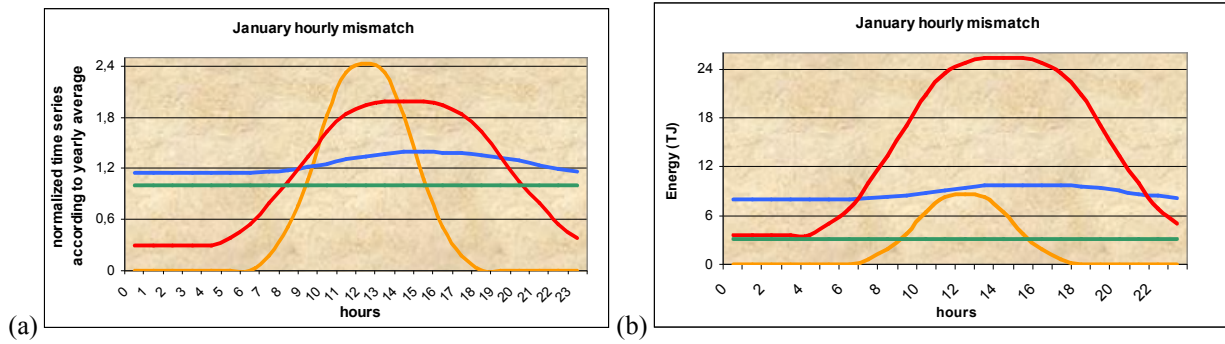 January hourly mismatch
normalized time series
according to yearly average
2,4
1,8
1,2
0,6
0
0 1 2 3 4 5 6 7 8 9 10 11 12 13 14 15 16 17 18 19 20 21 22 23
hours
(a)
January hourly mismatch
Energy (TJ)
24
18
12
6
0
0 2 4 6 8 10 12 14 16 18 20 22
hours
(b)